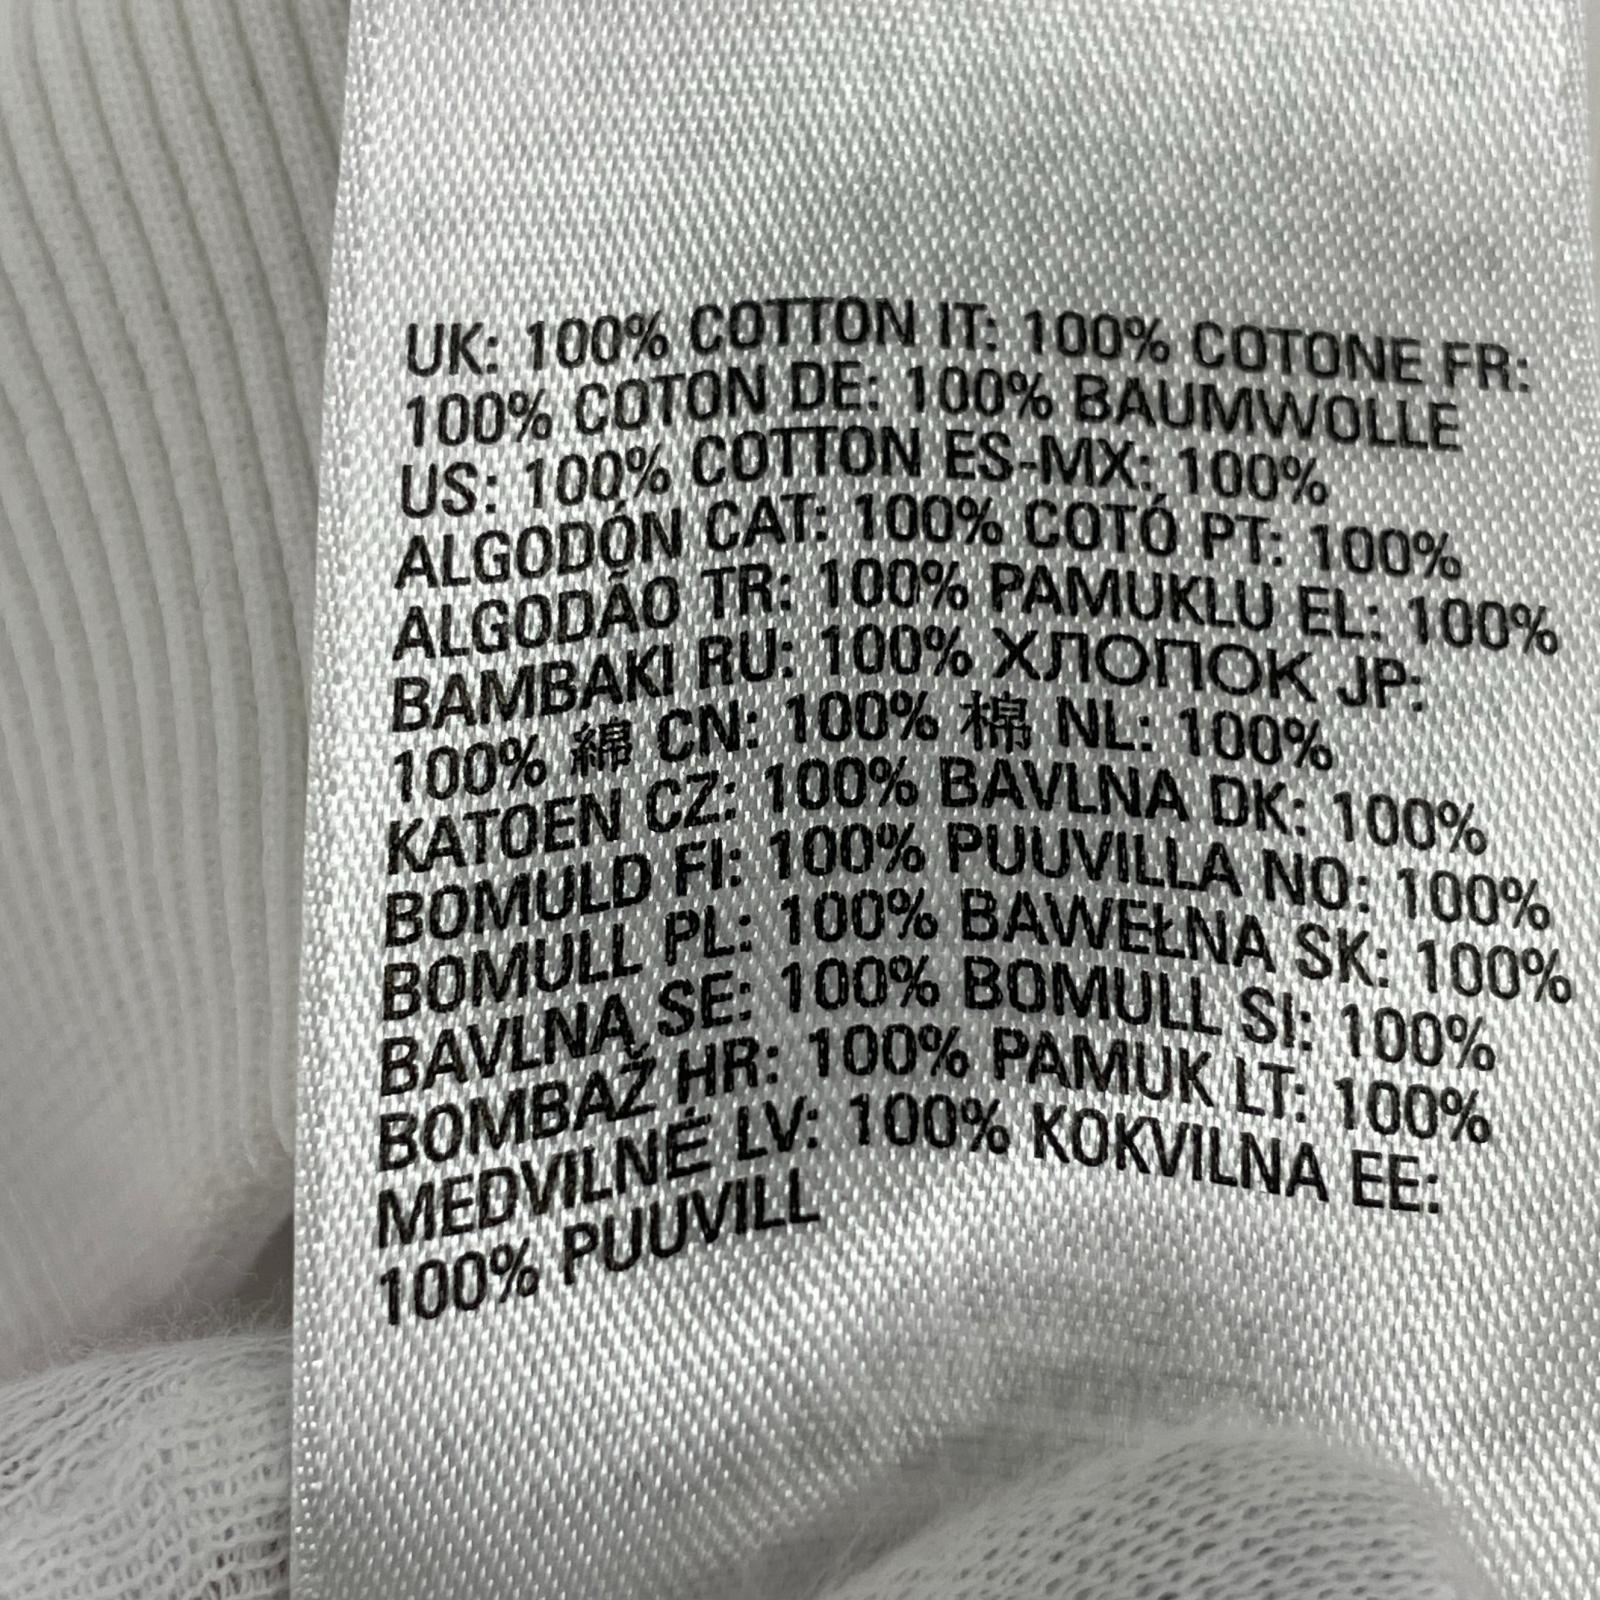 UK: 100% COTTON IT: 100% COTONE FR:
100% COTON DE: 100% BAUMWOLLE
US: 100% COTTON ES-MX: 100%
ALGODÓN CAT: 100% COTÓ PT: 100%
ALGODÃO TR: 100% PAMUKLU EL: 100%
BAMBAKI RU: 100% ХЛОПОК JP:
100% 綿 CN: 100% 棉 NL: 100%
KATOEN CZ: 100% BAVLNA DK: 100%
BOMULD FI: 100% PUUVILLA NO: 100%
BOMULL PL: 100% BAWEŁNA SK: 100%
BAVLNA SE: 100% BOMULL SI: 100%
BOMBAŽ HR: 100% PAMUK LT: 100%
MEDVILNĖ LV: 100% KOKVILNA EE:
100% PUUVILL